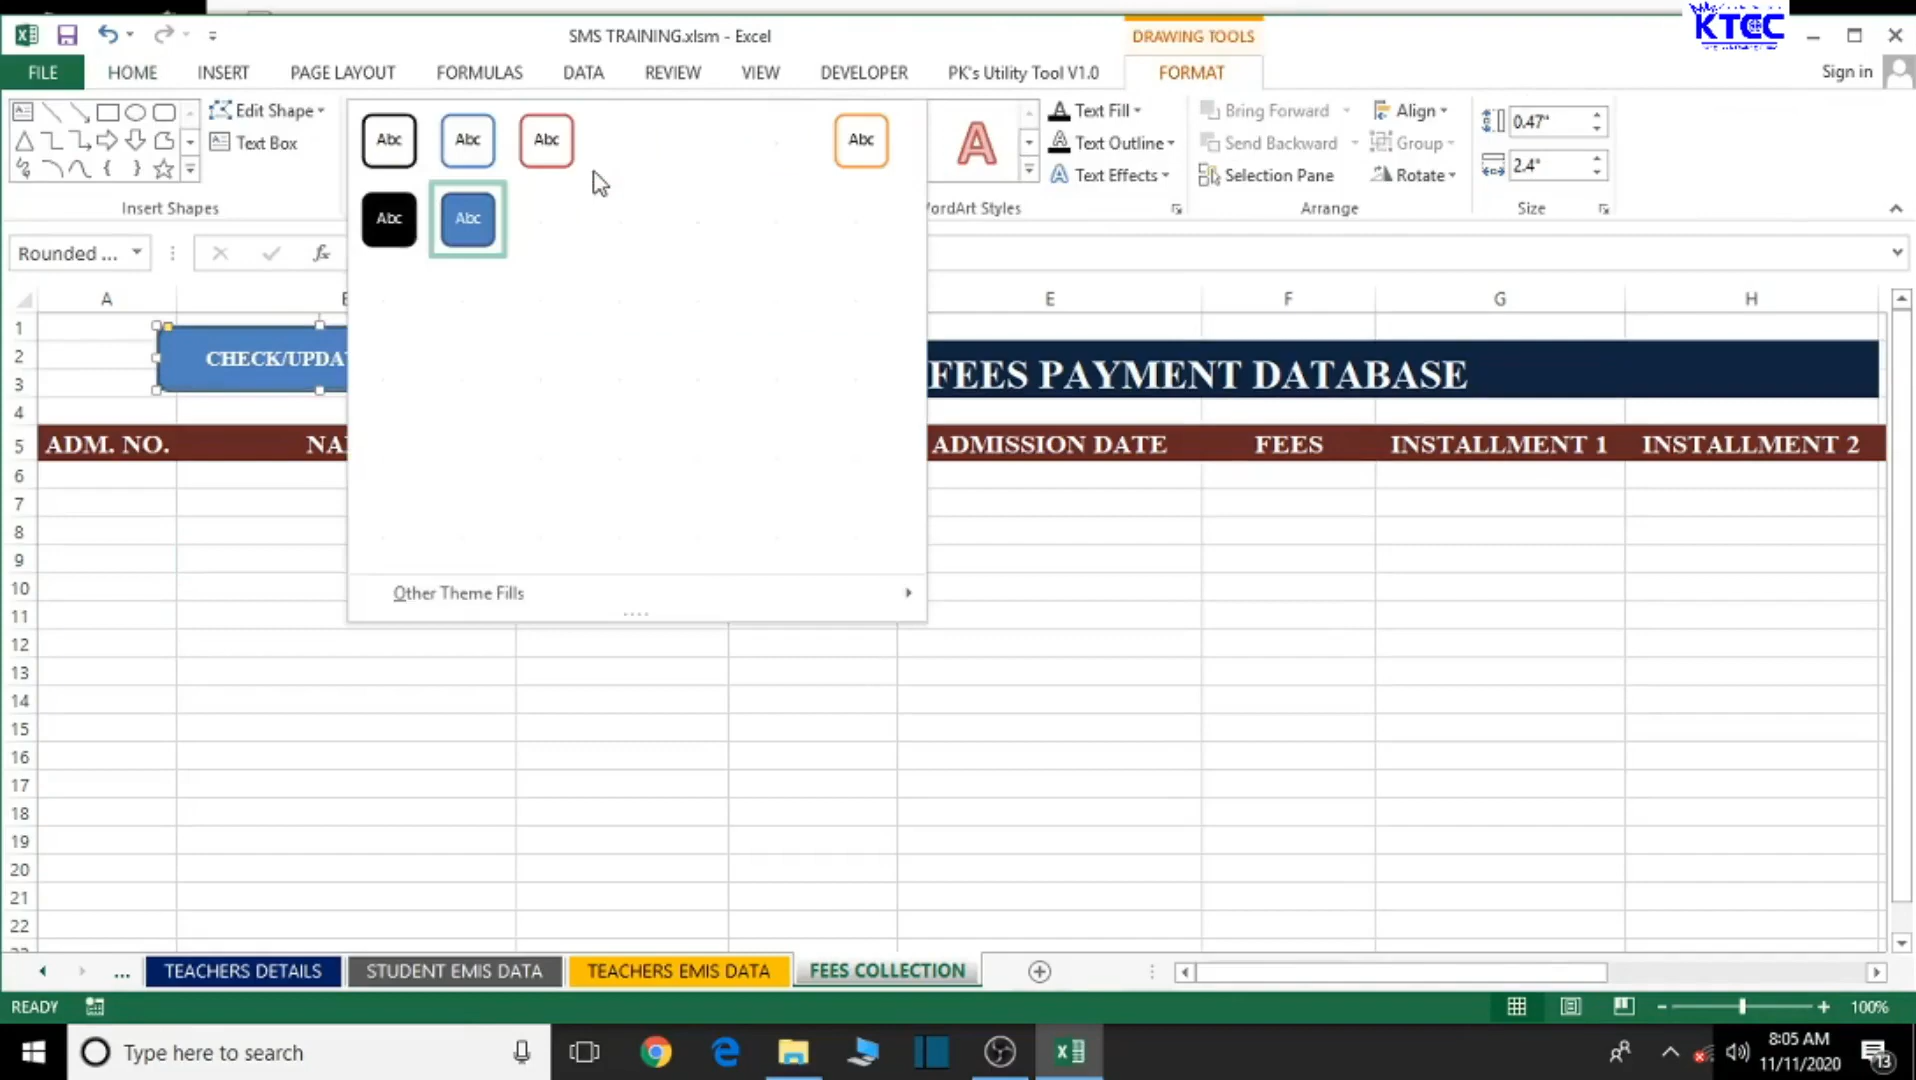 KTCC
SMS TRAINING.xlsm - Excel
DRAWING TOOLS
FILE
HOME
INSERT
PAGE LAYOUT
FORMULAS
DATA
REVIEW
VIEW
DEVELOPER
PK's Utility Tool V1.0
FORMAT
Sign in
Edit Shape
Text Box
Insert Shapes
Abc
Abc
Abc
Abc
Abc
Abc
Other Theme Fills
A
Text Fill
Text Outline
Text Effects
WordArt Styles
Bring Forward
Send Backward
Selection Pane
Align
Group
Rotate
Arrange
0.47"
2.4"
Size
Rounded ...
fx
A
E
F
G
H
1
2
3
4
5
6
7
8
9
10
11
12
13
14
15
16
17
18
19
20
21
22
CHECK/UPDA
FEES PAYMENT DATABASE
ADM. NO.
NA
ADMISSION DATE
FEES
INSTALLMENT 1
INSTALLMENT 2
...
TEACHERS DETAILS
STUDENT EMIS DATA
TEACHERS EMIS DATA
FEES COLLECTION
READY
100%
Type here to search
8:05 AM
11/11/2020
13